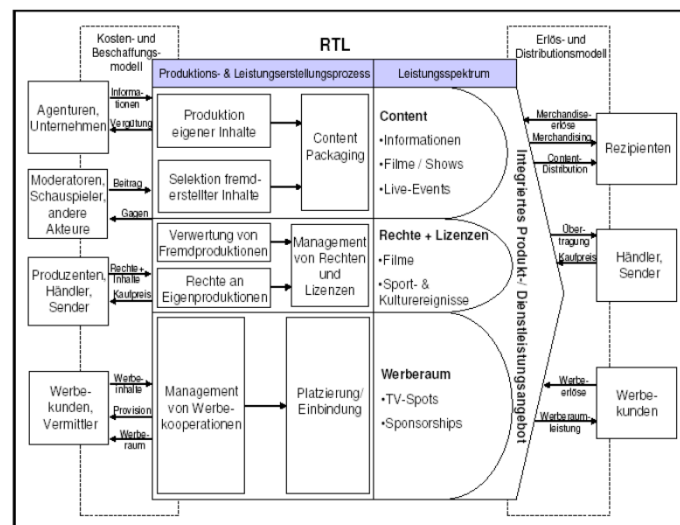 Kosten- und
Beschaffungs-
modell
RTL
Erlös- und
Distributionsmodell
Produktions- & Leistungserstellungsprozess
Leistungsspektrum
Agenturen,
Unternehmen
Informa-
tionen
Vergütung
Moderatoren,
Schauspieler,
andere
Akteure
Beitrag
Gagen
Produzenten,
Händler,
Sender
Rechte +
Inhalte
Kaufpreis
Werbe-
kunden,
Vermittler
Werbe-
inhalte
Provision
Werbe-
raum
Produktion
eigener Inhalte
Selektion fremd-
erstellter Inhalte
Content
Packaging
Verwertung von
Fremdproduktionen
Rechte an
Eigenproduktionen
Management
von Rechten
und
Lizenzen
Management
von Werbe-
kooperationen
Platzierung/
Einbindung
Content
•Informationen
•Filme / Shows
•Live-Events
Rechte + Lizenzen
•Filme
•Sport- &
Kulturereignisse
Werberaum
•TV-Spots
•Sponsorships
Integriertes Produkt-/ Dienstleistungsangebot
Merchandise-
erlöse
Merchandising
Content-
Distribution
Rezipienten
Über-
tragung
Kaufpreis
Händler,
Sender
Werbe-
erlöse
Werberaum-
leistung
Werbe-
kunden